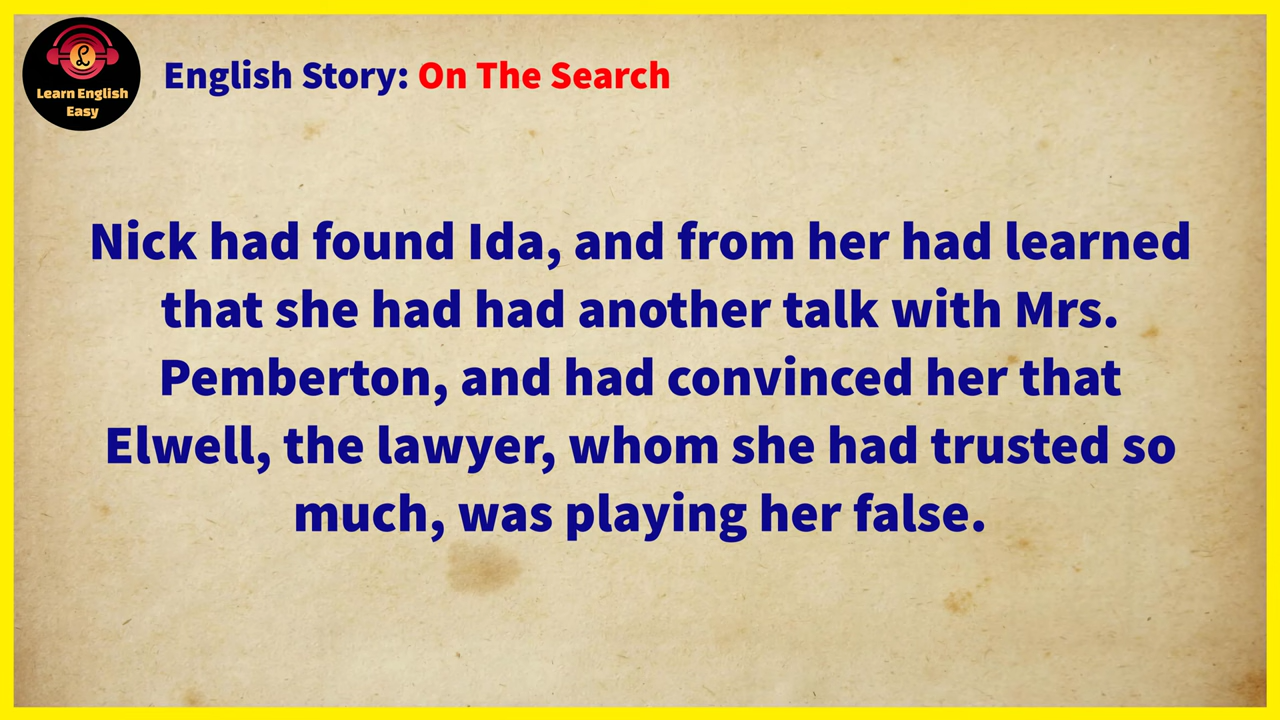 Learn English
Easy
English Story: On The Search
Nick had found Ida, and from her had learned
that she had had another talk with Mrs.
Pemberton, and had convinced her that
Elwell, the lawyer, whom she had trusted so
much, was playing her false.